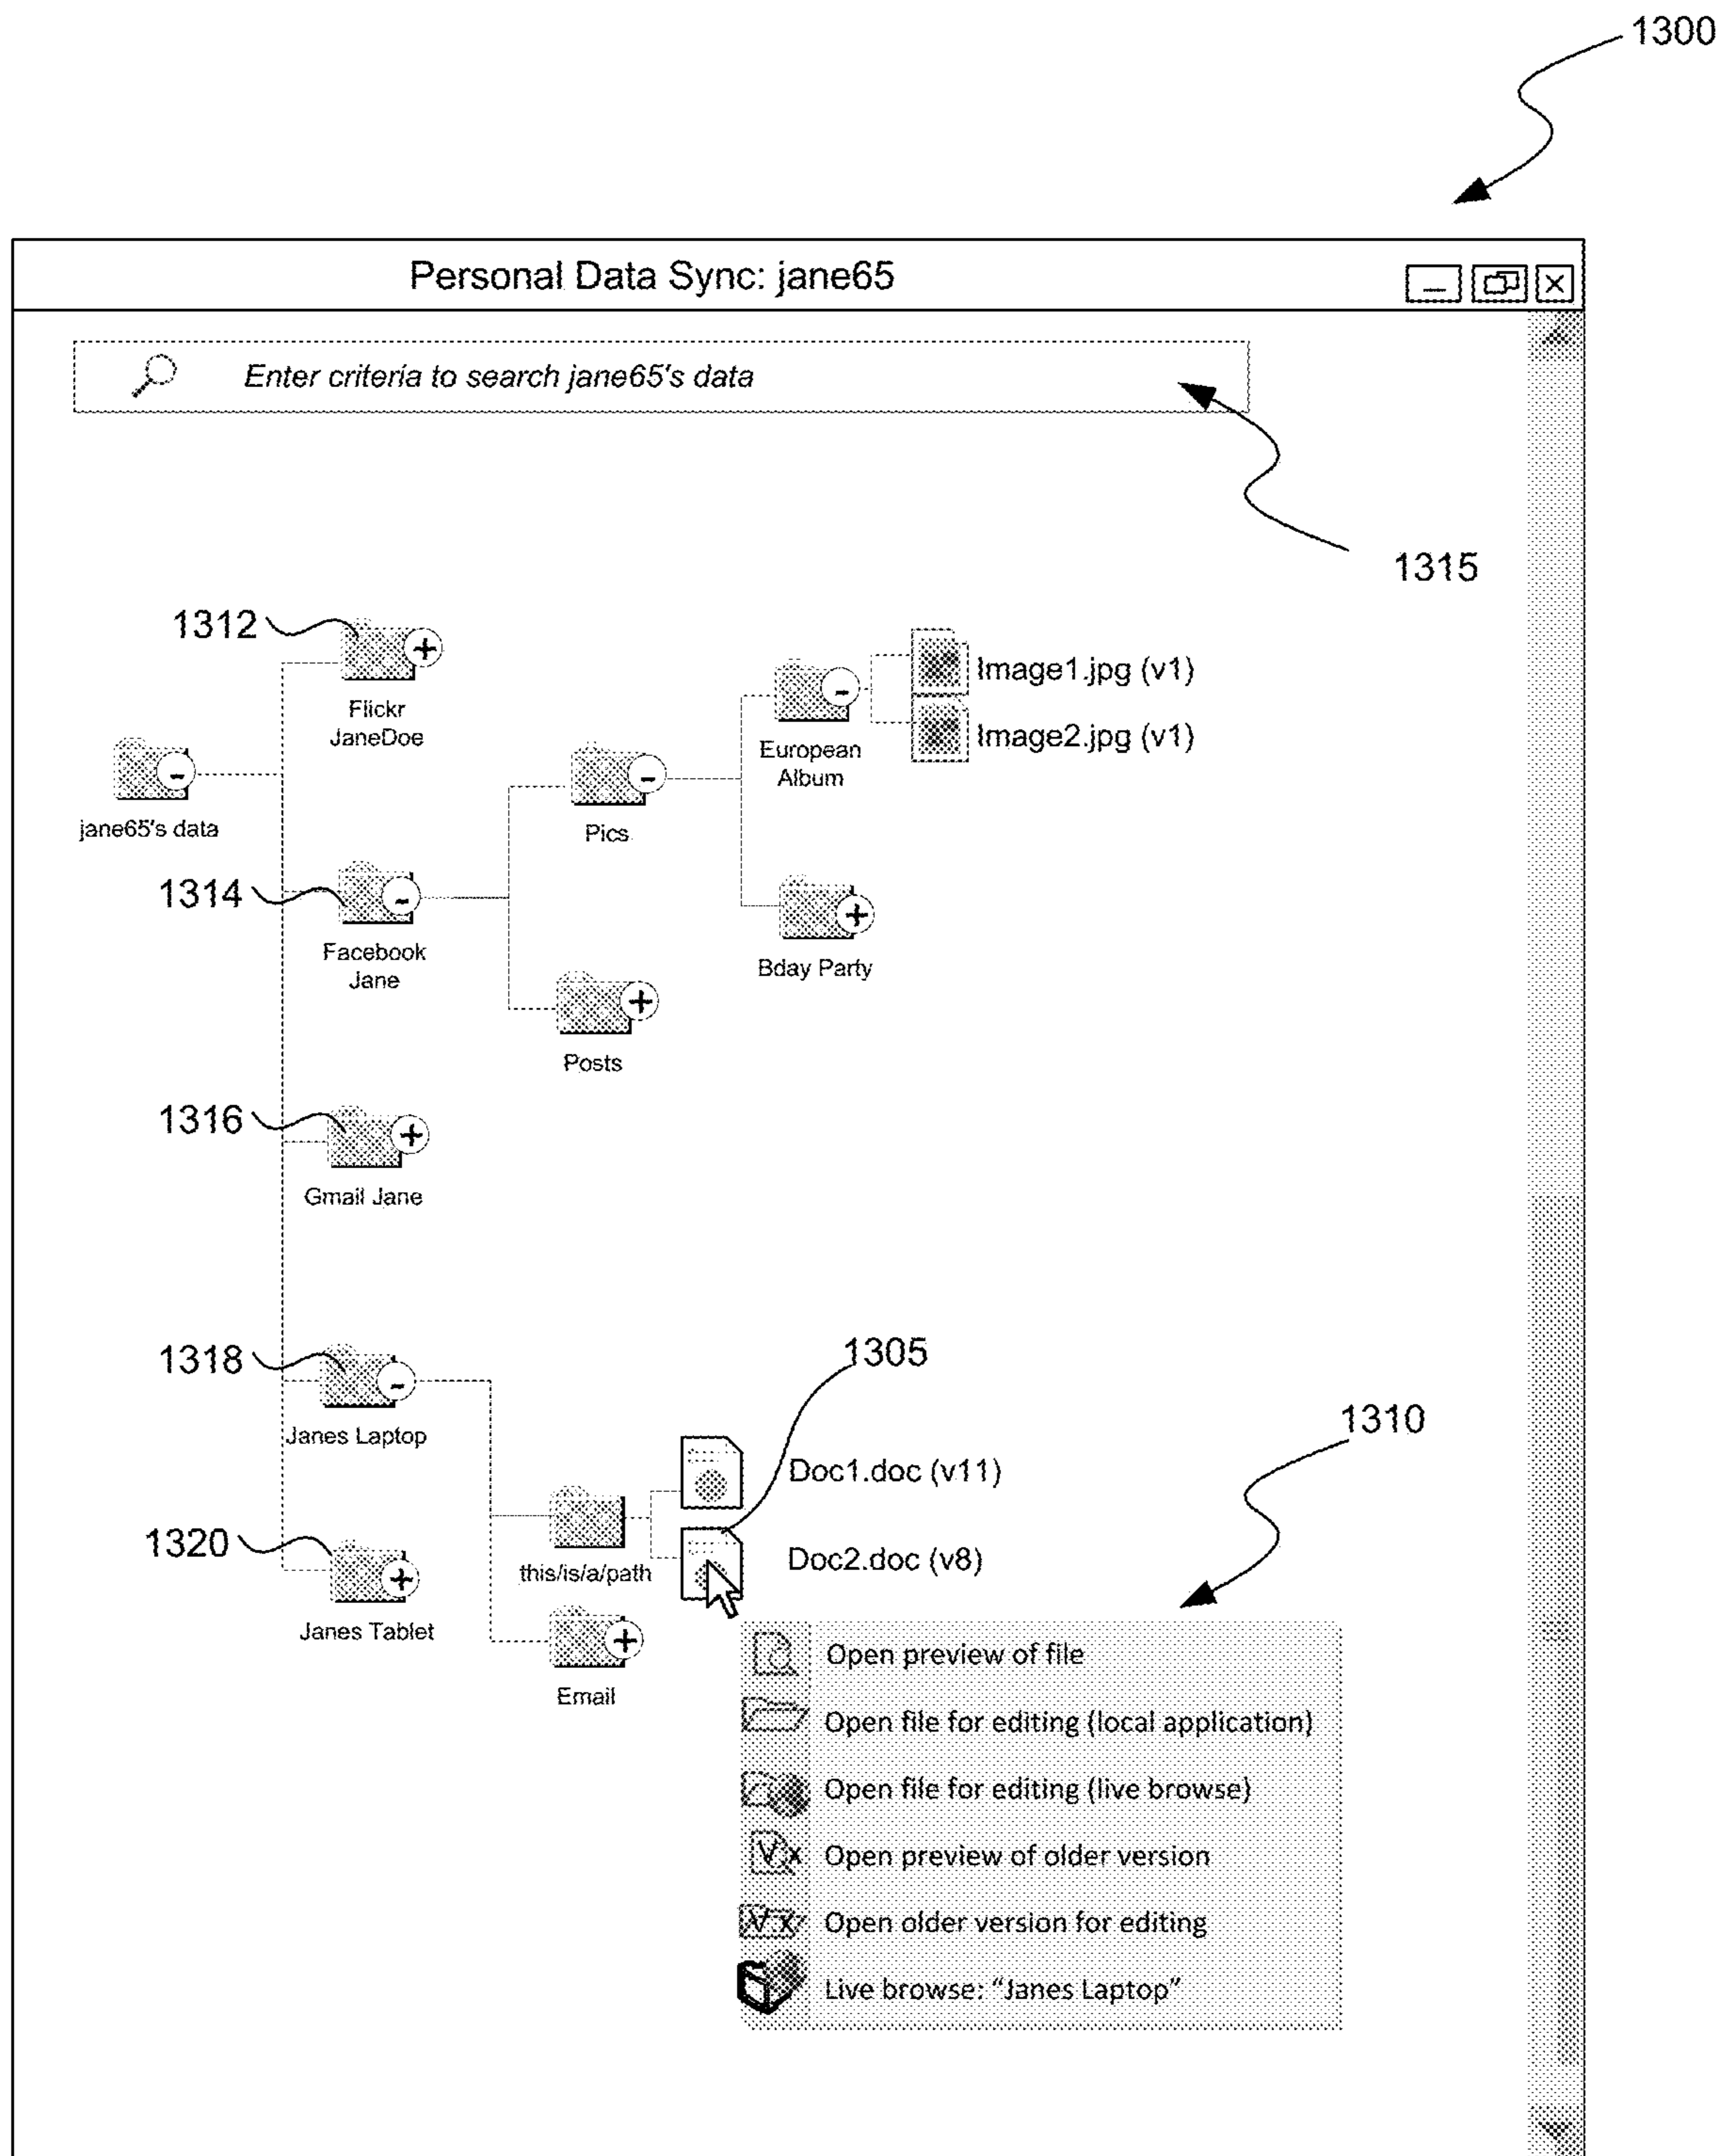 1300
Personal Data Sync: jane65
Enter criteria to search jane65's data
1315
1312
Flickr
JaneDoe
Image1.jpg (v1)
Image2.jpg (v1)
European
Album
jane65's data
Pics
1314
Facebook
Jane
Bday Party
Posts
1316
Gmail Jane
1318
Janes Laptop
1305
1310
Doc1.doc (v11)
Doc2.doc (v8)
this/is/a/path
1320
Janes Tablet
Email
Open preview of file
Open file for editing (local application)
Open file for editing (live browse)
Open preview of older version
Open older version for editing
Live browse: “Janes Laptop”